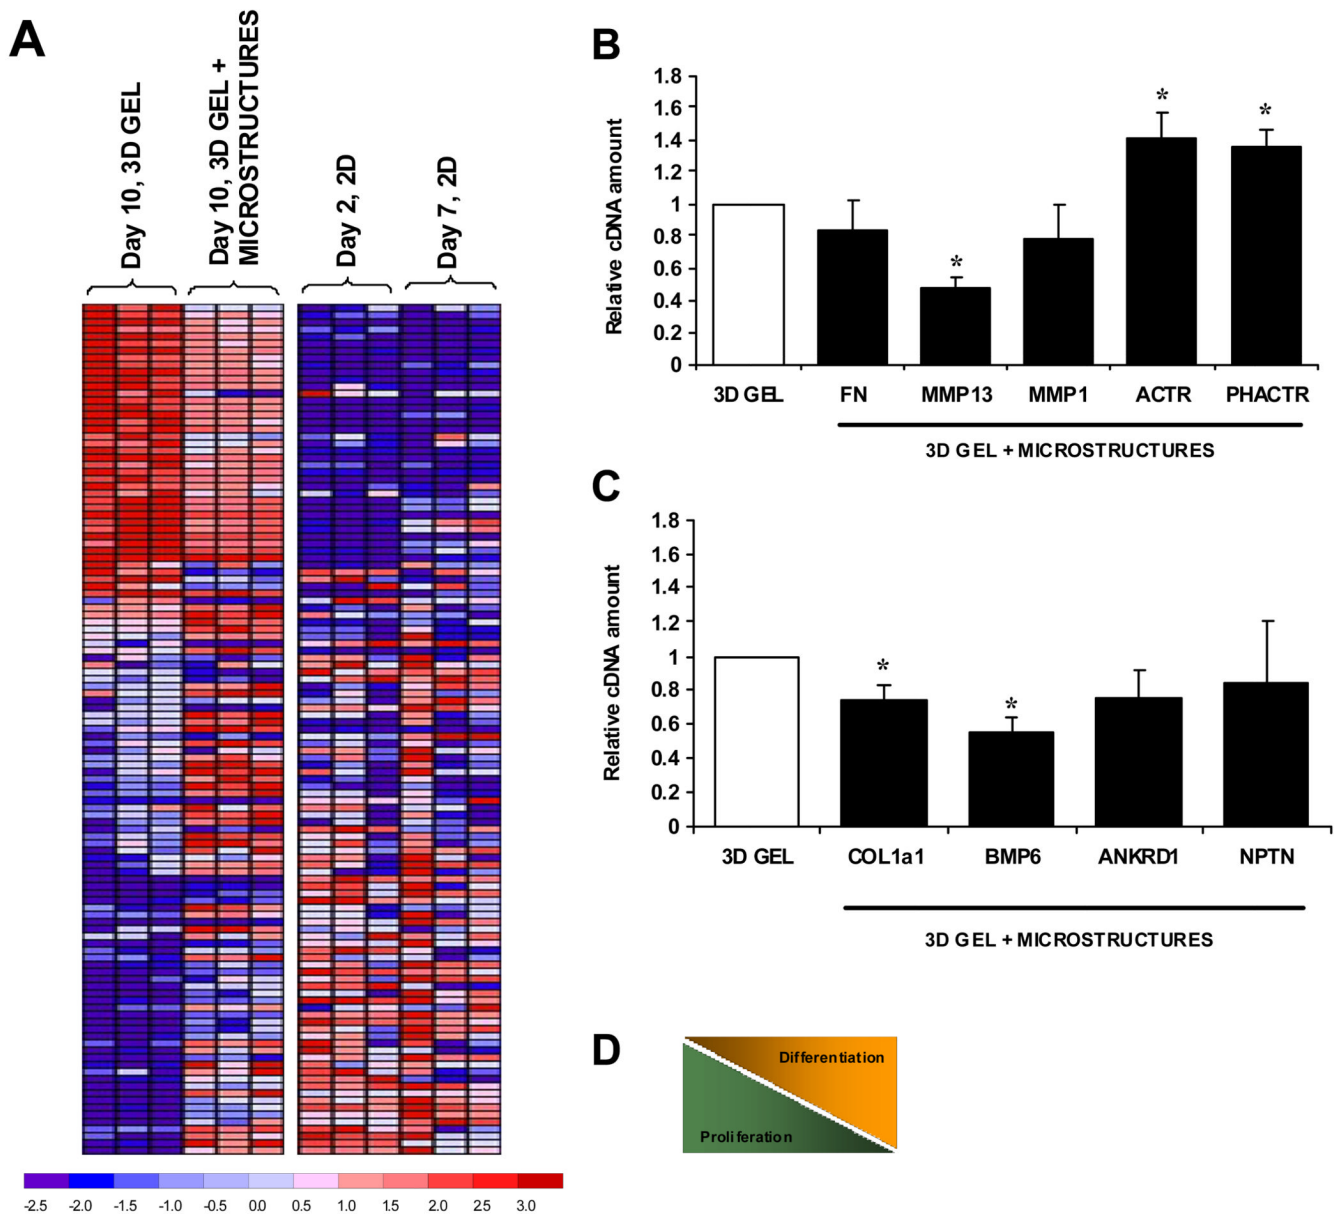 A
Day 10, 3D GEL
Day 10, 3D GEL +
MICROSTRUCTURES
Day 2, 2D
Day 7, 2D
-2.5 -2.0 -1.5 -1.0 -0.5 0.0 0.5 1.0 1.5 2.0 25 3.0
B
Relative cDNA amount
1.8
1.6
1.4
1.2
1
0.8
0.6
0.4
0.2
0
* * *
3D GEL FN MMP13 MMP1 ACTR PHACTR
3D GEL + MICROSTRUCTURES
C
Relative cDNA amount
1.8
1.6
1.4
1.2
1
0.8
0.6
0.4
0.2
0
* *
3D GEL COL1a1 BMP6 ANKRD1 NPTN
3D GEL + MICROSTRUCTURES
D
Differentiation
Proliferation